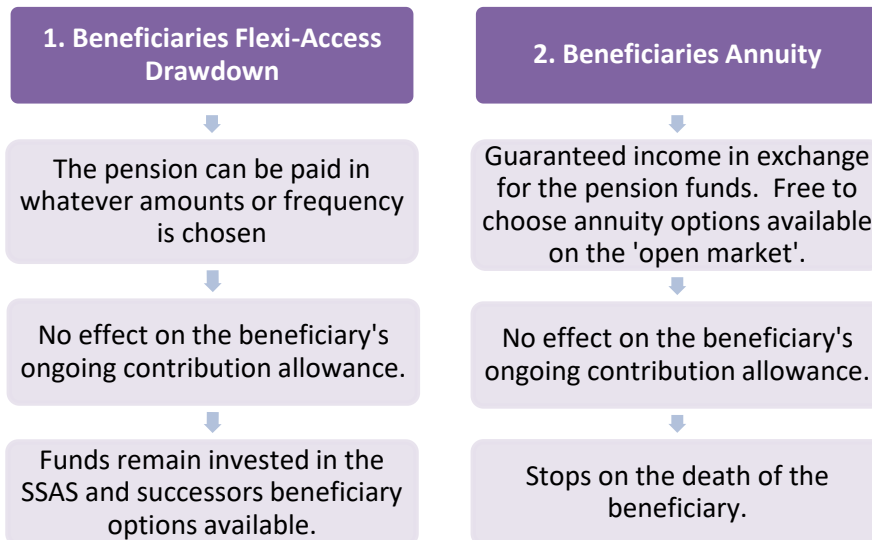 1. Beneficiaries Flexi-Access
Drawdown
The pension can be paid in
whatever amounts or frequency
is chosen
No effect on the beneficiary's
ongoing contribution allowance.
Funds remain invested in the
SSAS and successors beneficiary
options available.
2. Beneficiaries Annuity
Guaranteed income in exchange
for the pension funds.  Free to
choose annuity options available
on the 'open market'.
No effect on the beneficiary's
ongoing contribution allowance.
Stops on the death of the
beneficiary.